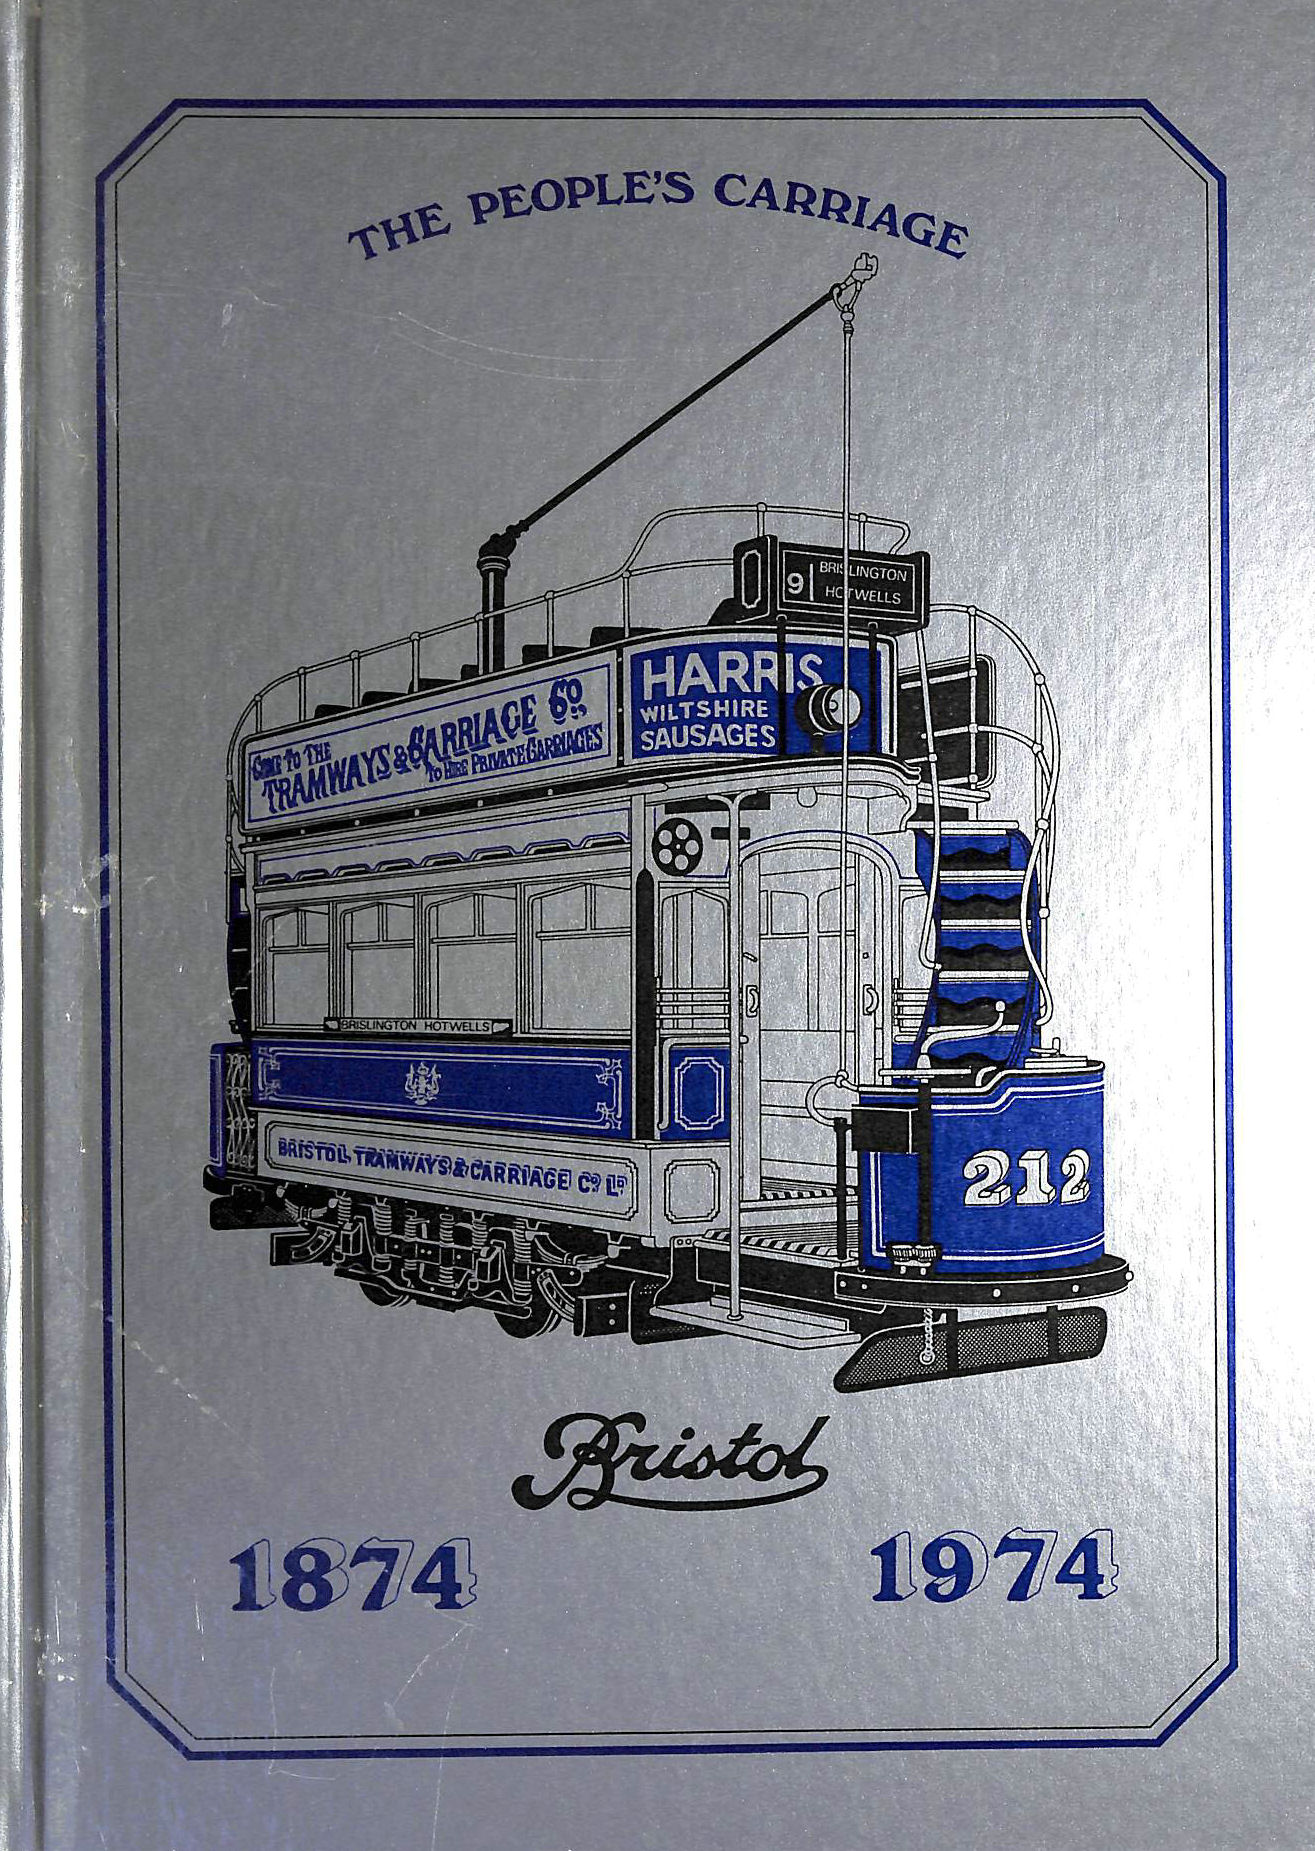 THE PEOPLE'S CARRIAGE
9 BRISLINGTON
HOTWELLS
HARRIS
WILTSHIRE
SAUSAGES
COME TO THE
TRAMWAYS & CARRIAGE Co.
TO HIRE PRIVATE CARRIAGES
BRISLINGTON HOTWELLS
BRISTOL TRAMWAYS & CARRIAGE Co LD
212
Bristol
1874 1974